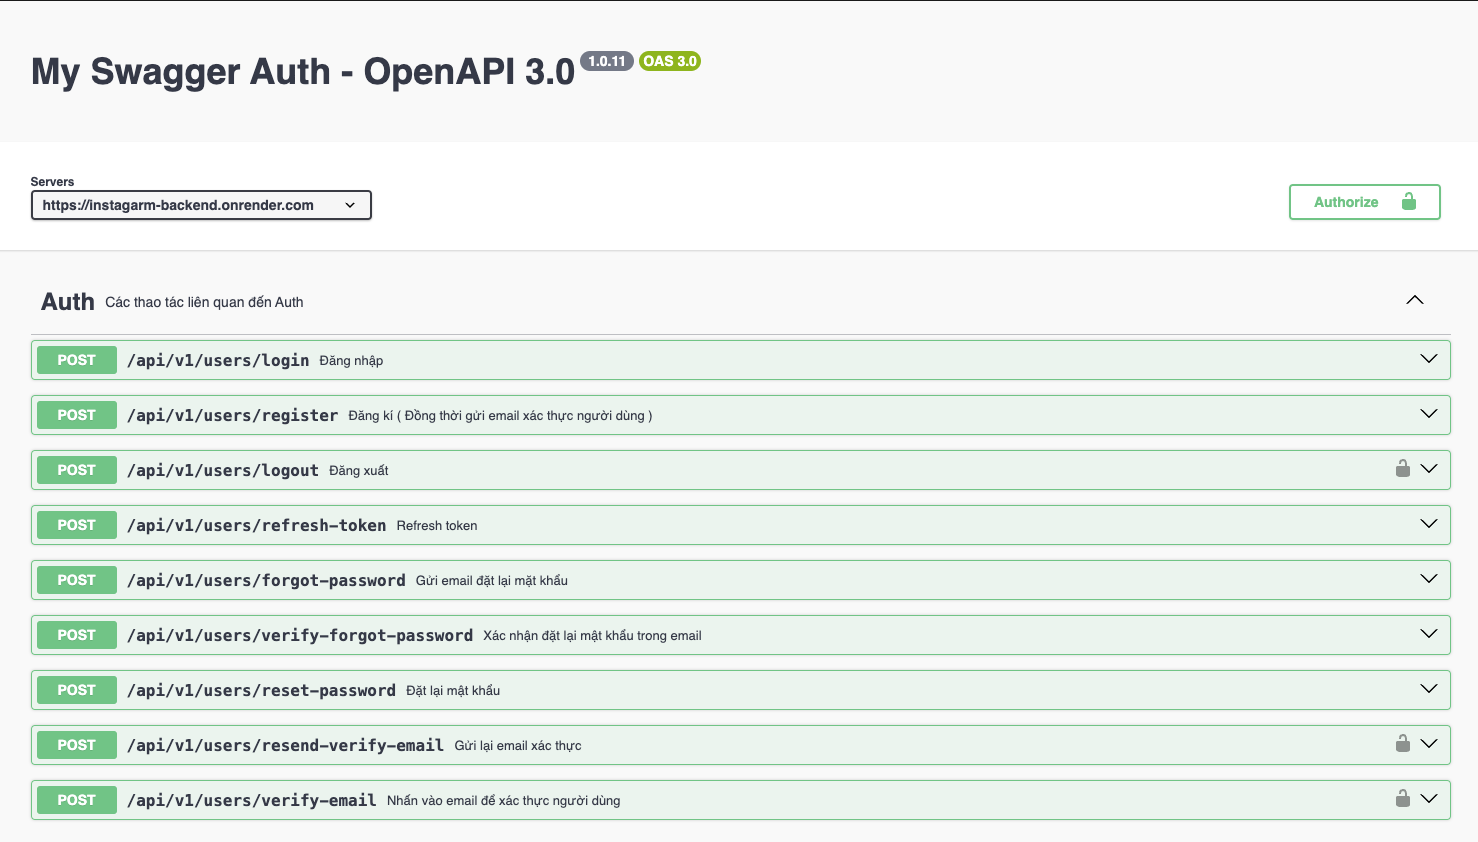 My Swagger Auth - OpenAPI 3.0 1.0.11 OAS 3.0
Servers
https://instagarm-backend.onrender.com
Authorize
Auth Các thao tác liên quan đến Auth
POST /api/v1/users/login Đăng nhập
POST /api/v1/users/register Đăng kí ( Đồng thời gửi email xác thực người dùng )
POST /api/v1/users/logout Đăng xuất
POST /api/v1/users/refresh-token Refresh token
POST /api/v1/users/forgot-password Gửi email đặt lại mặt khẩu
POST /api/v1/users/verify-forgot-password Xác nhận đặt lại mật khẩu trong email
POST /api/v1/users/reset-password Đặt lại mật khẩu
POST /api/v1/users/resend-verify-email Gửi lại email xác thực
POST /api/v1/users/verify-email Nhấn vào email để xác thực người dùng